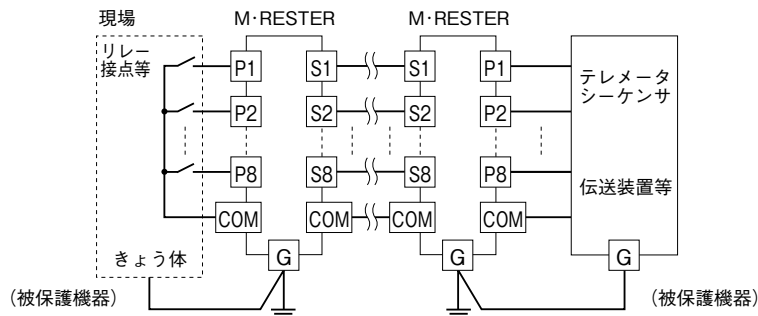 現場
M·RESTER
M·RESTER
リレー
接点等
P1
S1
S1
P1
テレメータ
シーケンサ
P2
S2
S2
P2
P8
S8
S8
P8
伝送装置等
COM
COM
COM
COM
きょう体
G
G
G
（被保護機器）
（被保護機器）